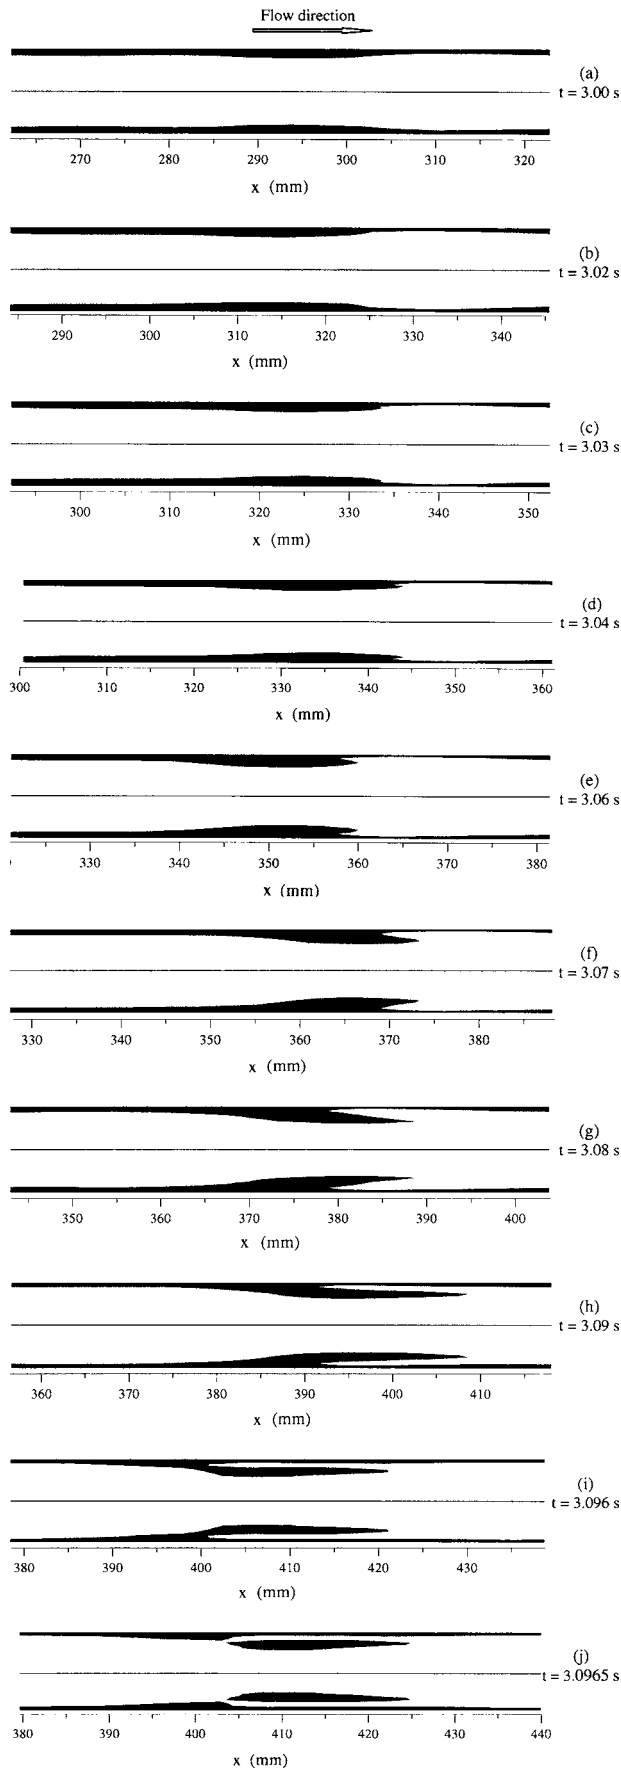 Flow direction
(a)
t = 3.00 s
270 280 290 300 310 320
x (mm)
(b)
t = 3.02 s
290 300 310 320 330 340
x (mm)
(c)
t = 3.03 s
300 310 320 330 340 350
x (mm)
(d)
t = 3.04 s
300 310 320 330 340 350 360
x (mm)
(e)
t = 3.06 s
330 340 350 360 370 380
x (mm)
(f)
t = 3.07 s
330 340 350 360 370 380
x (mm)
(g)
t = 3.08 s
350 360 370 380 390 400
x (mm)
(h)
t = 3.09 s
360 370 380 390 400 410
x (mm)
(i)
t = 3.096 s
380 390 400 410 420 430
x (mm)
(j)
t = 3.0965 s
380 390 400 410 420 430 440
x (mm)